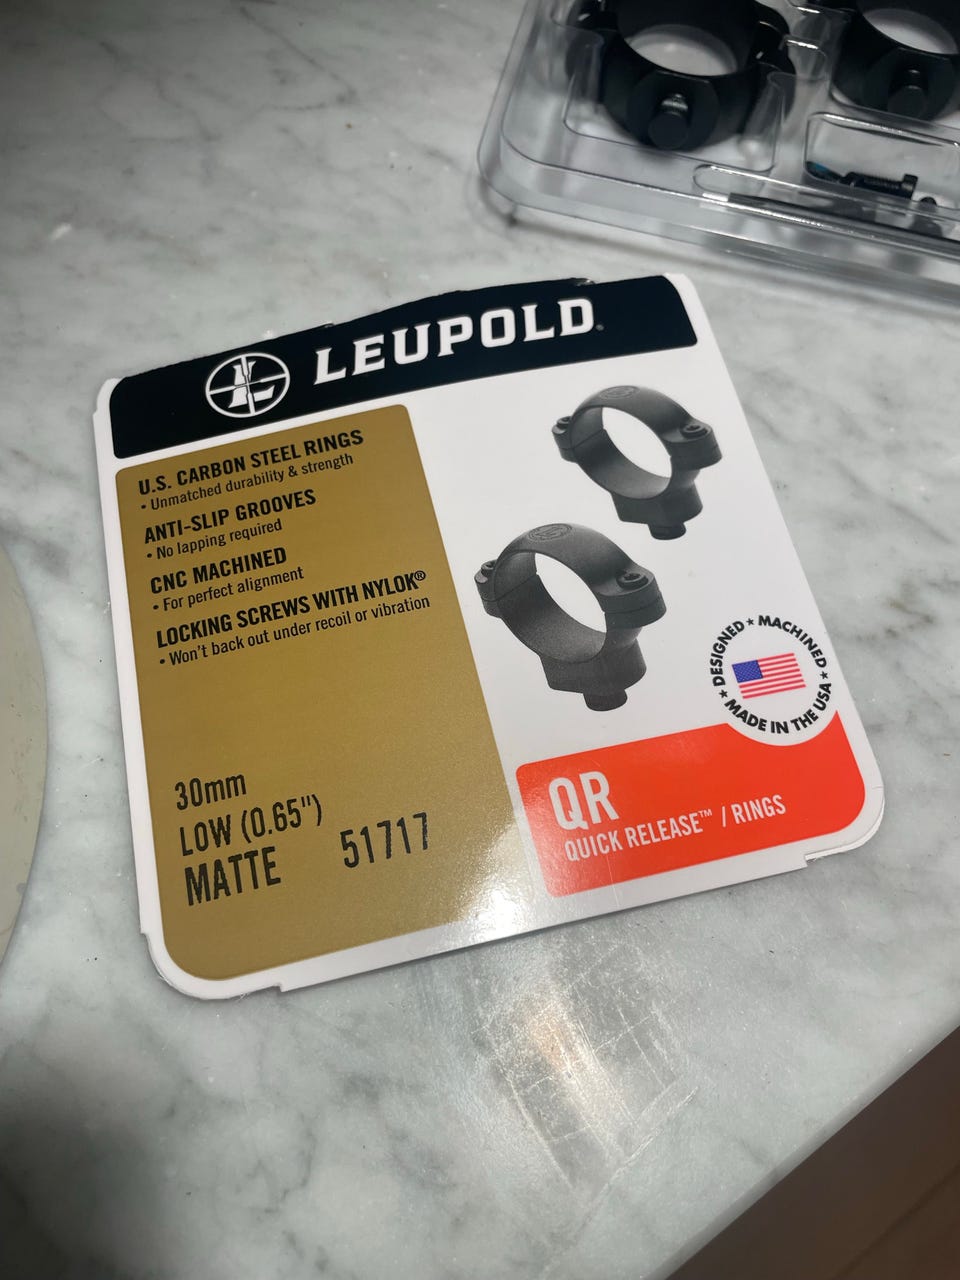 LEUPOLD®
U.S. CARBON STEEL RINGS
• Unmatched durability & strength
ANTI-SLIP GROOVES
• No lapping required
CNC MACHINED
• For perfect alignment
LOCKING SCREWS WITH NYLOK®
• Won't back out under recoil or vibration
DESIGNED ★ MACHINED ★ MADE IN THE USA ★
30mm
LOW (0.65")
MATTE 51717
QR
QUICK RELEASE™ / RINGS